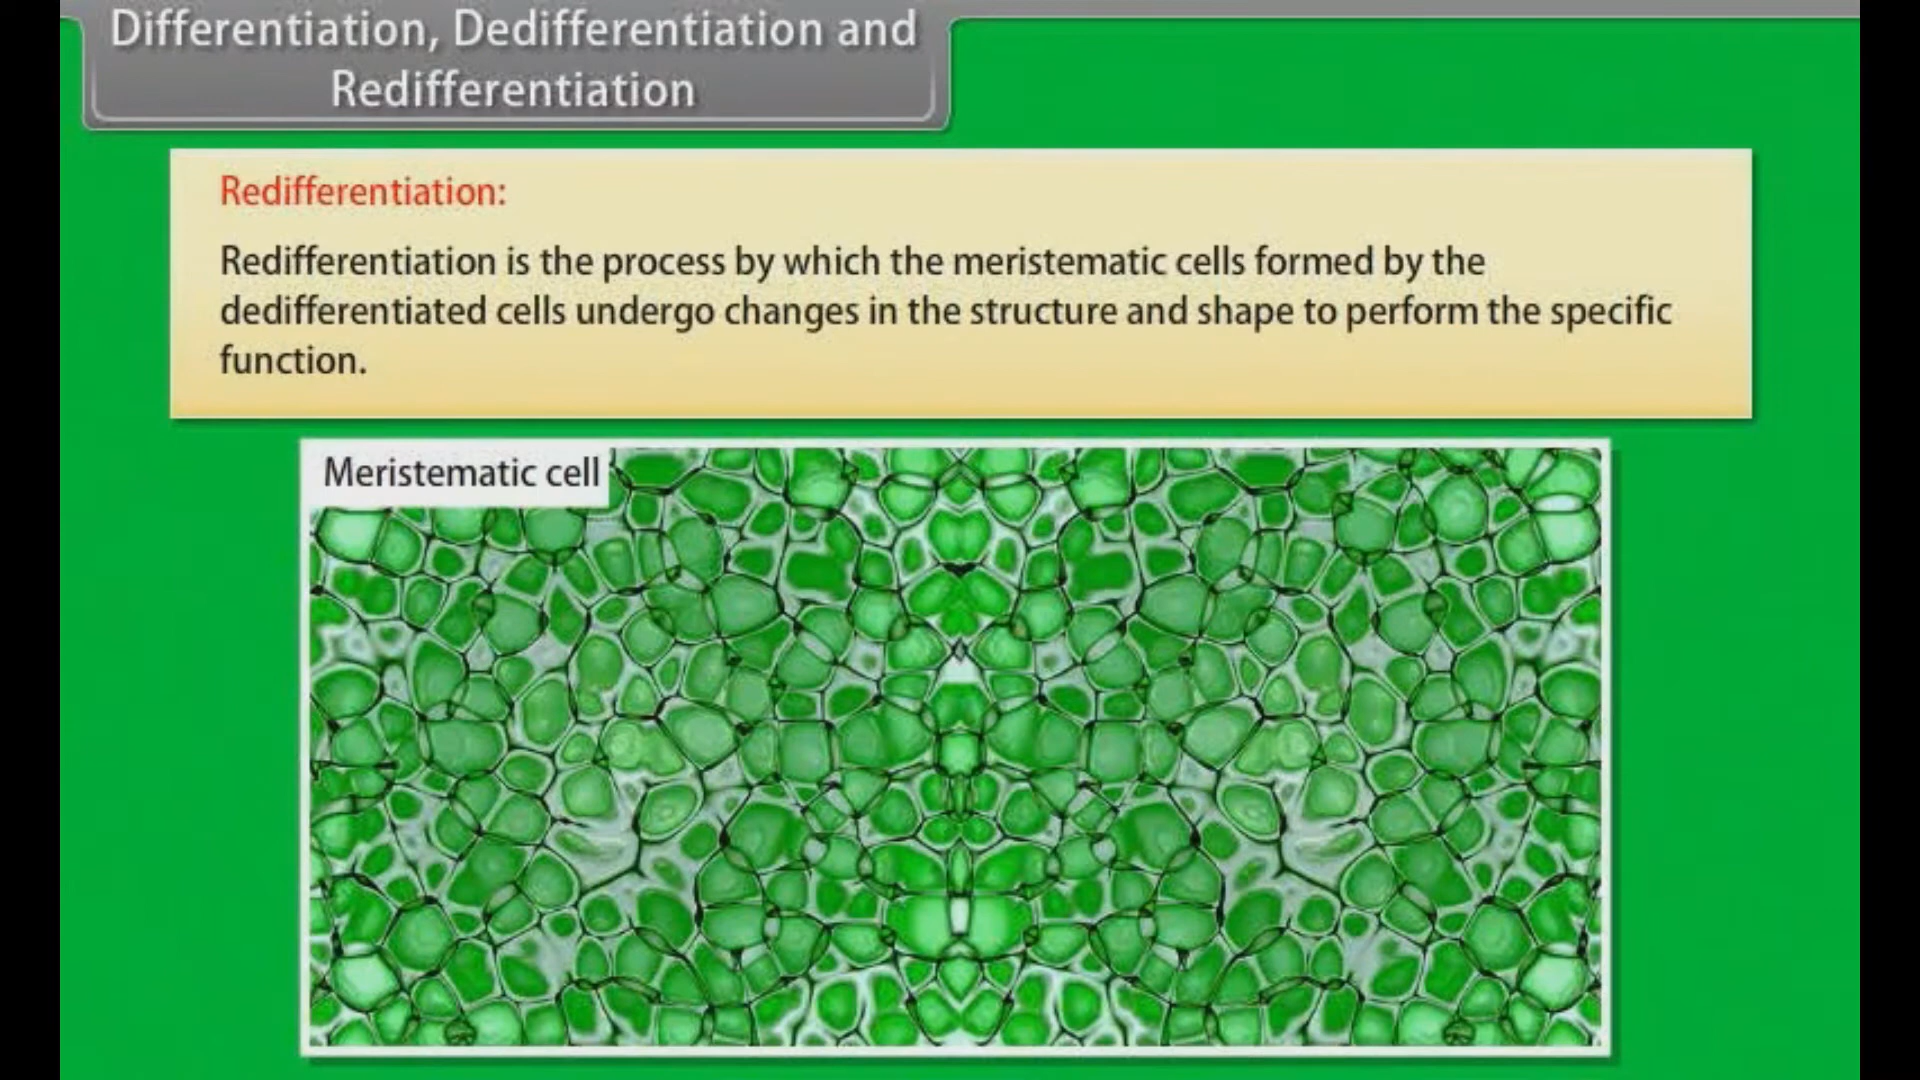 Differentiation, Dedifferentiation and
Redifferentiation
Redifferentiation:
Redifferentiation is the process by which the meristematic cells formed by the
dedifferentiated cells undergo changes in the structure and shape to perform the specific
function.
Meristematic cell